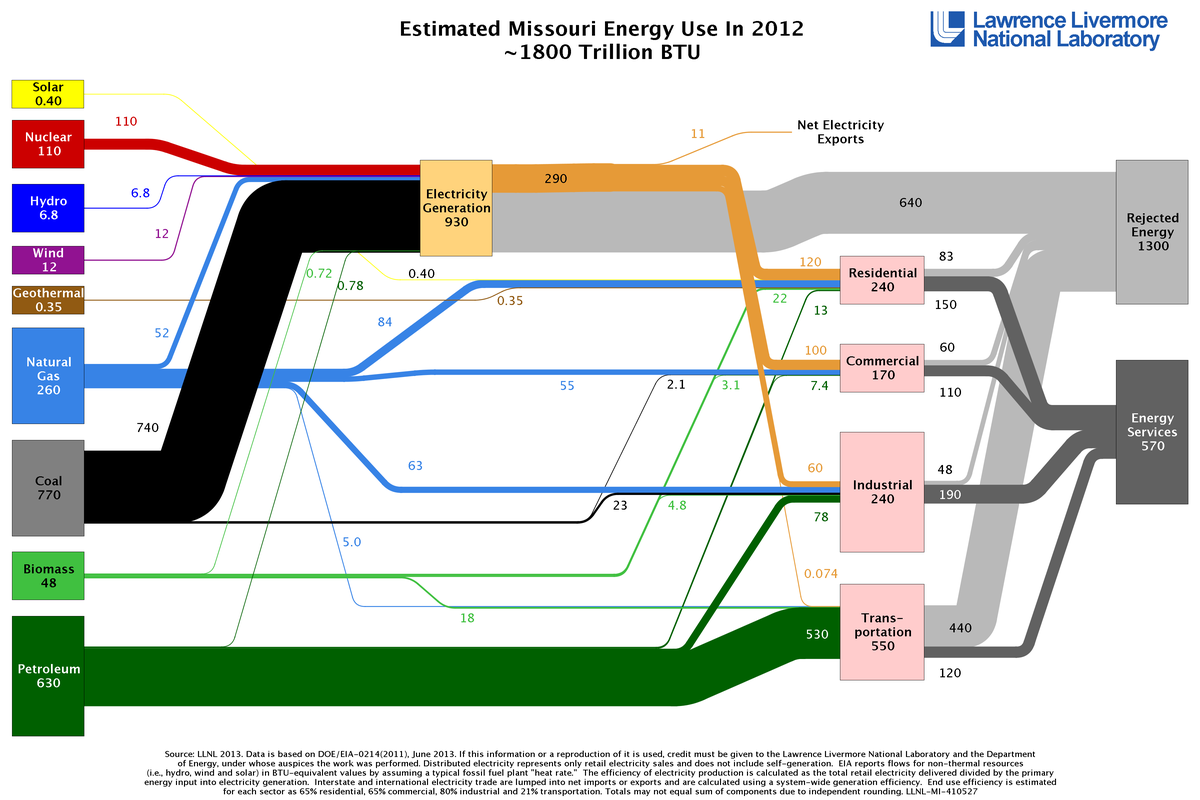 Estimated Missouri Energy Use In 2012
~1800 Trillion BTU
Lawrence Livermore
National Laboratory
Solar
0.40
Nuclear
110
110
Hydro
6.8
6.8
Wind
12
12
Geothermal
0.35
Natural
Gas
260
52
Coal
770
740
Biomass
48
Petroleum
630
0.72
0.78
0.40
0.35
84
55
63
5.0
18
2.1
23
Electricity
Generation
930
290
11
Net Electricity
Exports
640
120
22
13
100
3.1
7.4
60
4.8
78
0.074
530
Residential
240
Commercial
170
Industrial
240
Trans-
portation
550
83
150
60
110
48
190
440
120
Rejected
Energy
1300
Energy
Services
570
Source: LLNL 2013. Data is based on DOE/EIA-0214(2011), June 2013. If this information or a reproduction of it is used, credit must be given to the Lawrence Livermore National Laboratory and the Department
of Energy, under whose auspices the work was performed. Distributed electricity represents only retail electricity sales and does not include self-generation. EIA reports flows for non-thermal resources
(i.e., hydro, wind and solar) in BTU-equivalent values by assuming a typical fossil fuel plant "heat rate." The efficiency of electricity production is calculated as the total retail electricity delivered divided by the primary
energy input into electricity generation. Interstate and international electricity trade are lumped into net imports or exports and are calculated using a system-wide generation efficiency. End use efficiency is estimated
for each sector as 65% residential, 65% commercial, 80% industrial and 21% transportation. Totals may not equal sum of components due to independent rounding. LLNL-MI-410527